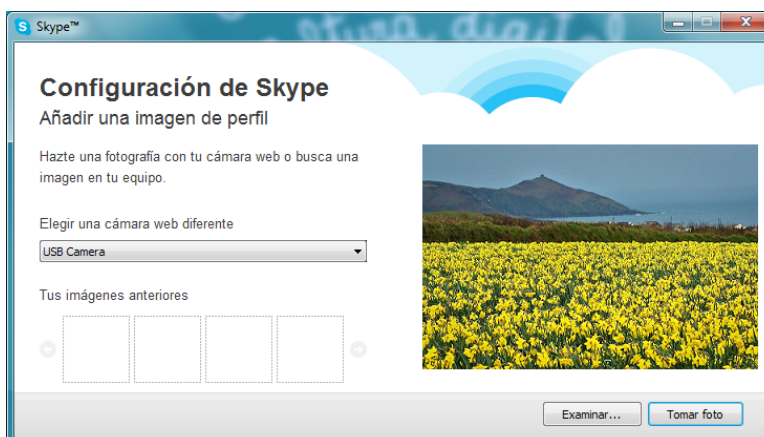 Skype™
Configuración de Skype
Añadir una imagen de perfil
Hazte una fotografía con tu cámara web o busca una
imagen en tu equipo.
Elegir una cámara web diferente
USB Camera
Tus imágenes anteriores
Examinar...
Tomar foto